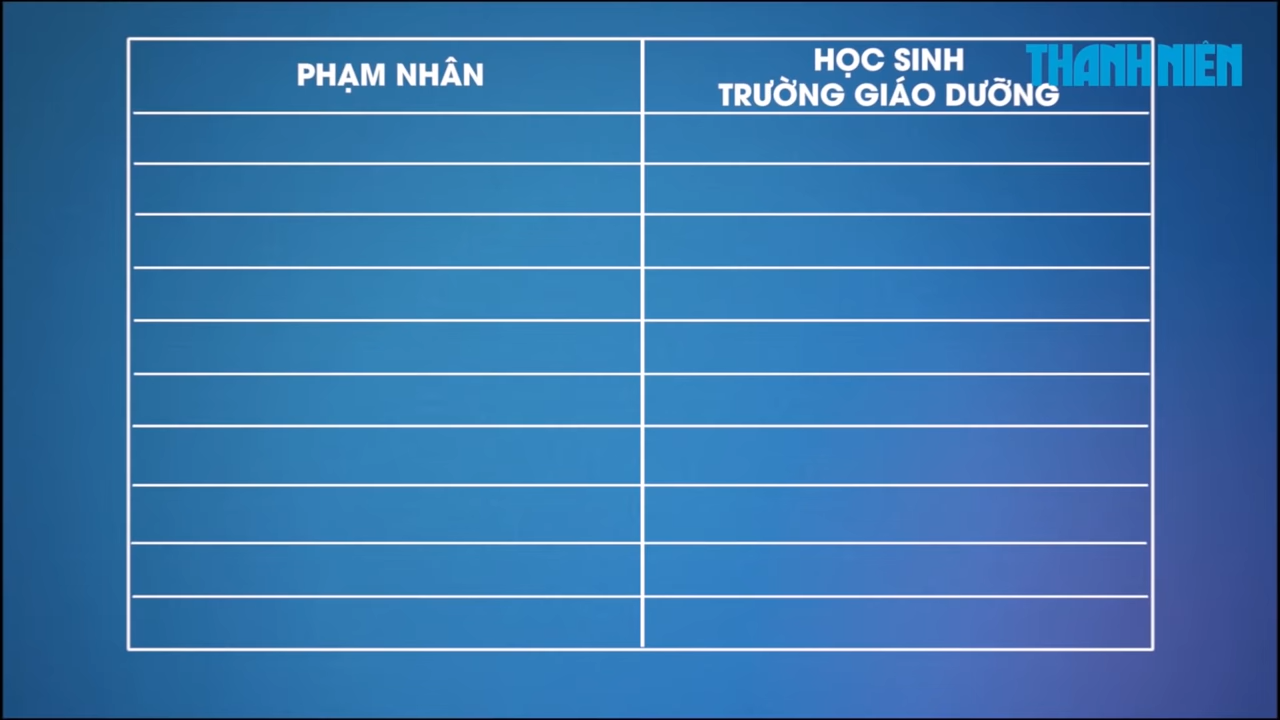 PHẠM NHÂN
HỌC SINH
TRƯỜNG GIÁO DƯỠNG
THANH NIÊN